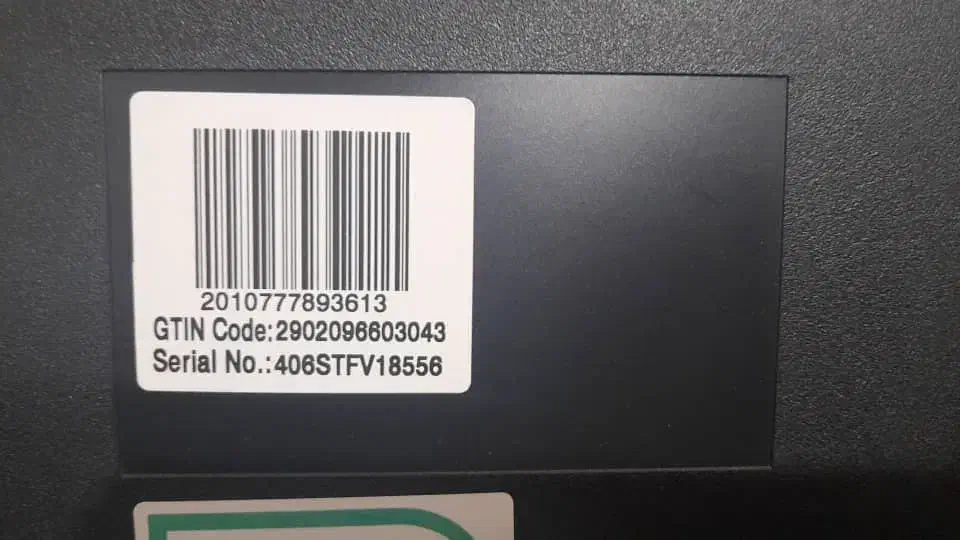 2010777893613
GTIN Code:2902096603043
Serial No.:406STFV18556